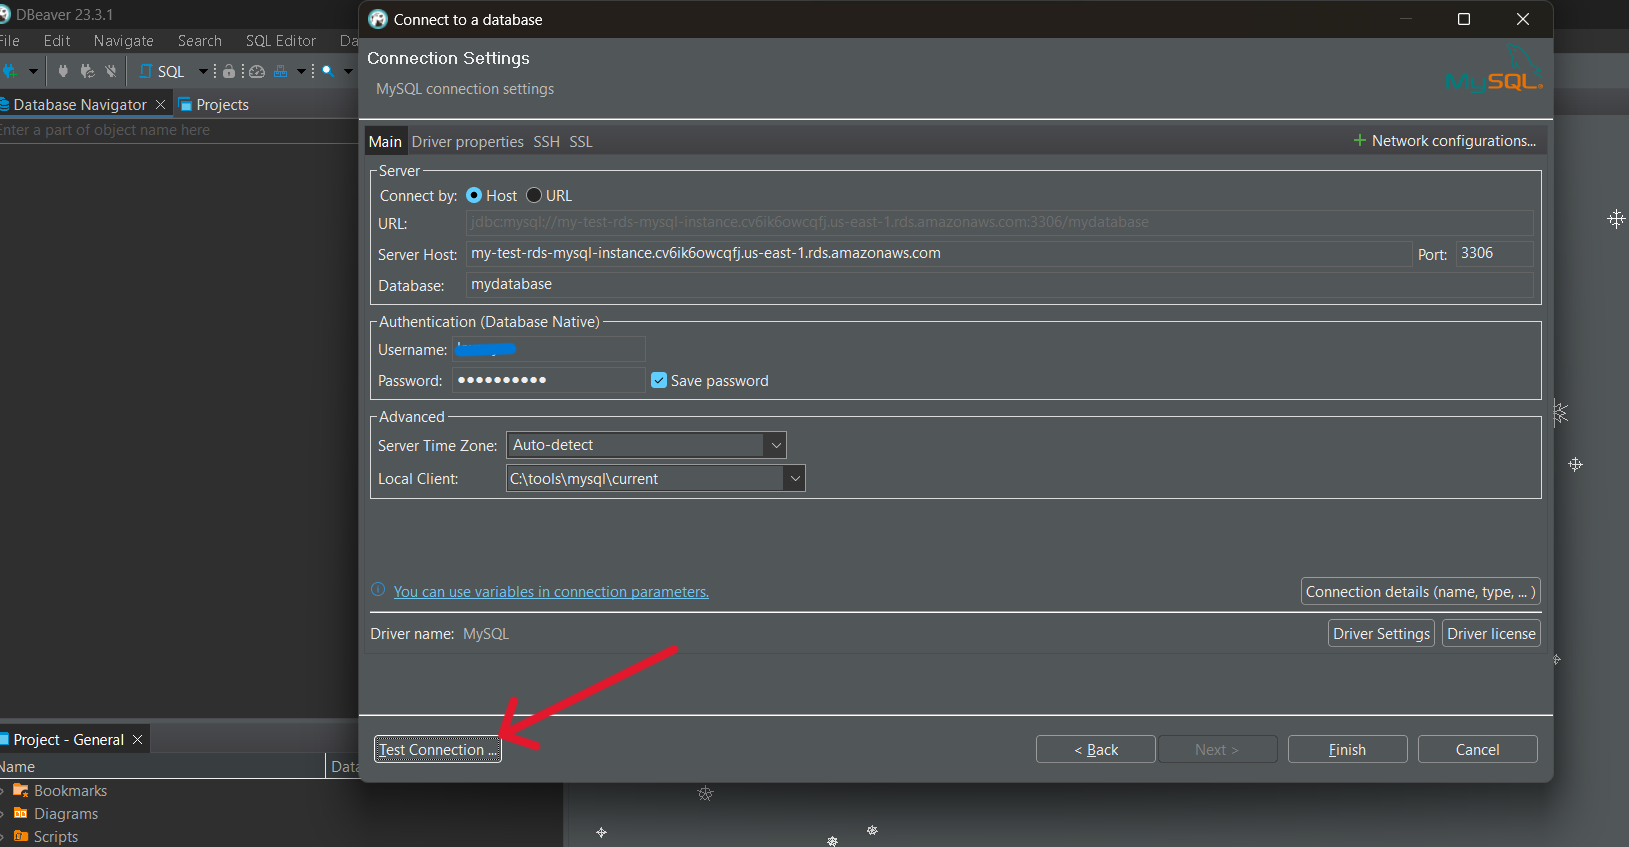 DBeaver 23.3.1
File Edit Navigate Search SQL Editor Da
SQL
Database Navigator
Projects
Enter a part of object name here
Connect to a database
Connection Settings
MySQL connection settings
MySQL
Main Driver properties SSH SSL
Network configurations...
Server
Connect by: Host URL
URL: jdbc:mysql://my-test-rds-mysql-instance.cv6ik6owcqfj.us-east-1.rds.amazonaws.com:3306/mydatabase
Server Host: my-test-rds-mysql-instance.cv6ik6owcqfj.us-east-1.rds.amazonaws.com Port: 3306
Database: mydatabase
Authentication (Database Native)
Username:
Password: •••••••••• Save password
Advanced
Server Time Zone: Auto-detect
Local Client: C:\tools\mysql\current
You can use variables in connection parameters.
Connection details (name, type, ... )
Driver name: MySQL
Driver Settings Driver license
Test Connection ... < Back Next > Finish Cancel
Project - General
Name Data
Bookmarks
Diagrams
Scripts